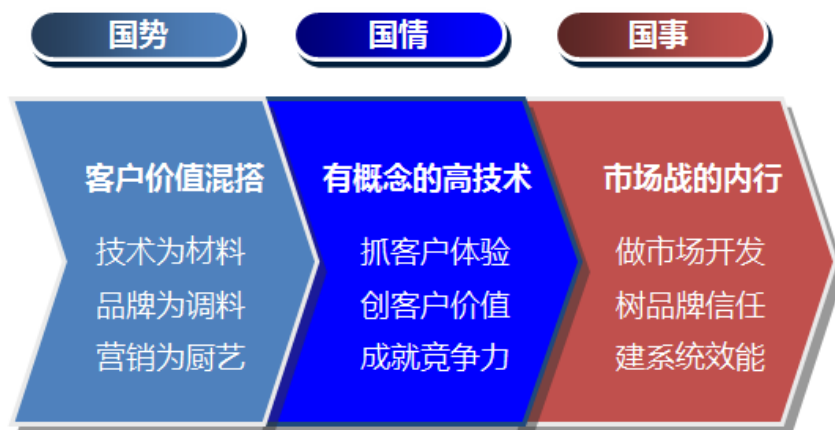 国势
国情
国事
客户价值混搭
技术为材料
品牌为调料
营销为厨艺
有概念的高技术
抓客户体验
创客户价值
成就竞争力
市场战的内行
做市场开发
树品牌信任
建系统效能